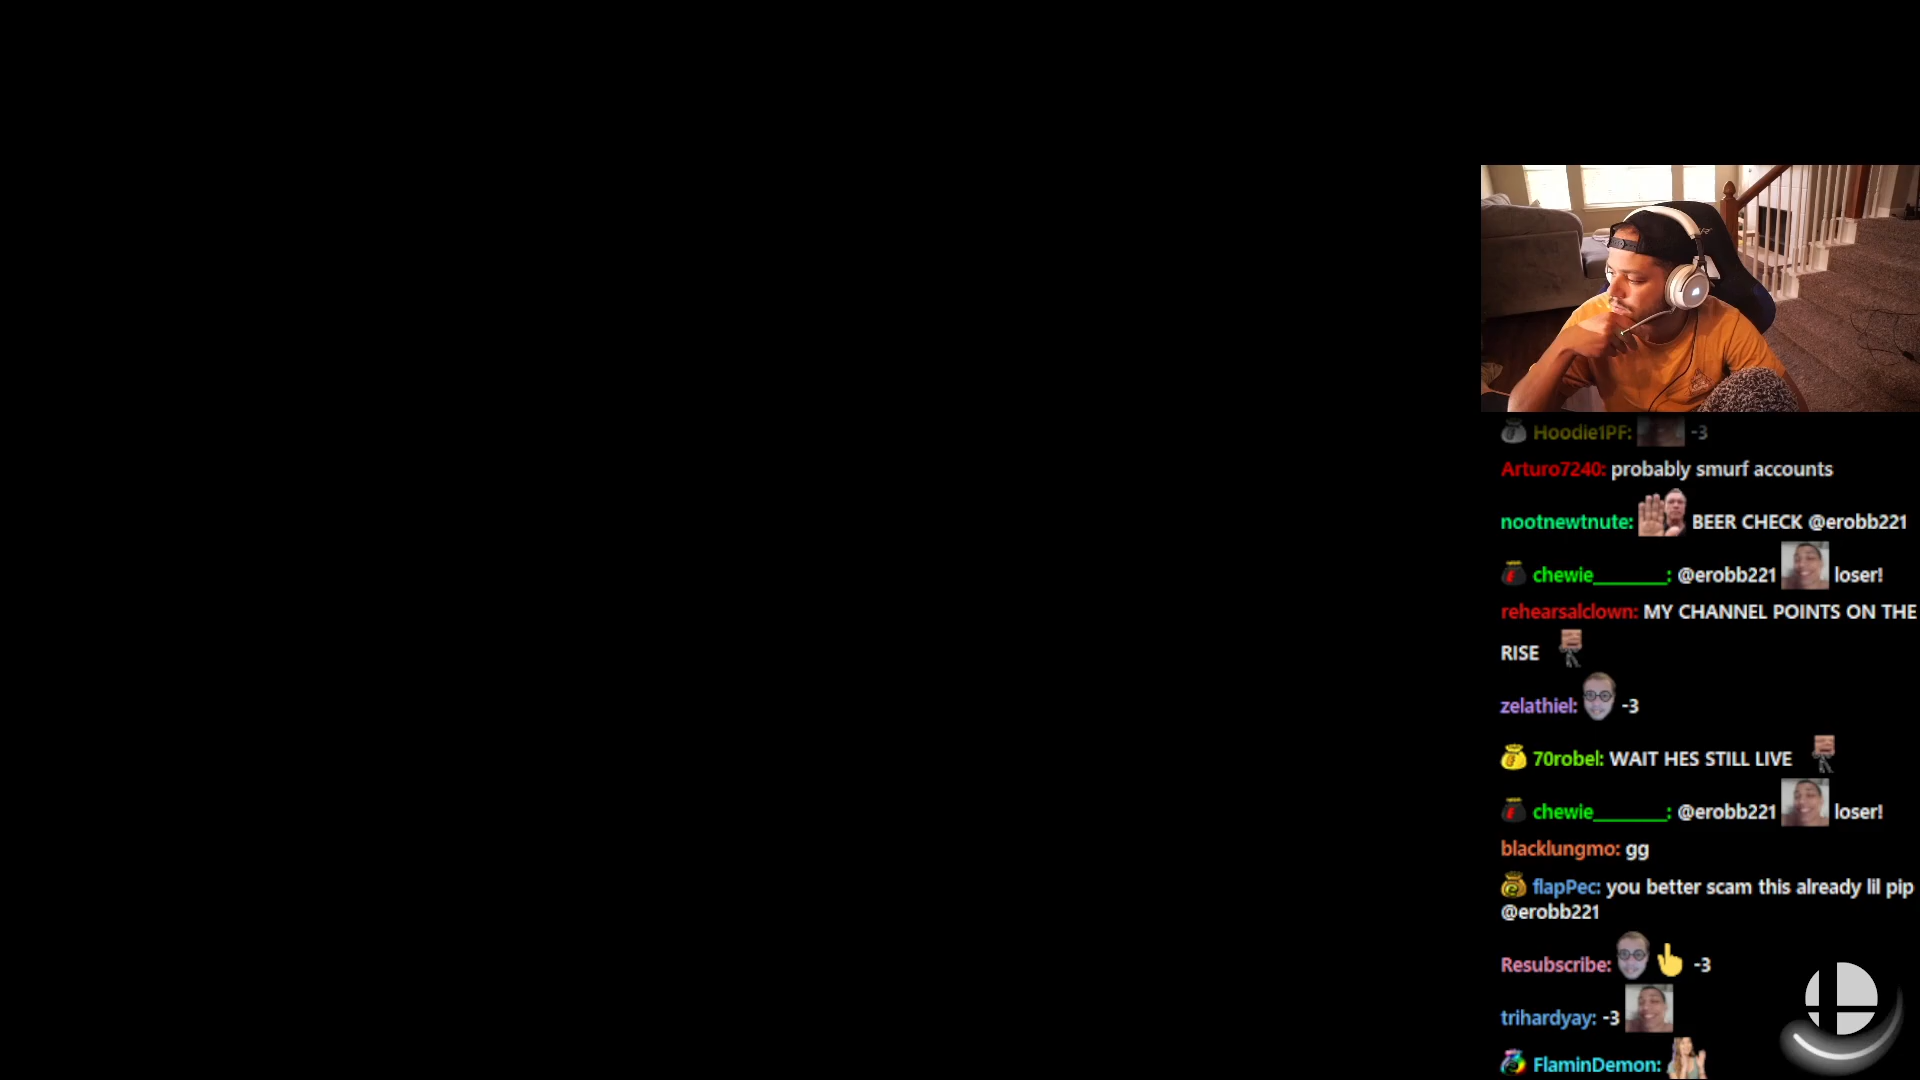 Hoodie1PF: -3
Arturo7240: probably smurf accounts
nootnewtnute: BEER CHECK @erobb221
chewie________: @erobb221 loser!
rehearsalclown: MY CHANNEL POINTS ON THE
RISE
zelathiel: -3
70robel: WAIT HES STILL LIVE
chewie________: @erobb221 loser!
blacklungmo: gg
flapPec: you better scam this already lil pip
@erobb221
Resubscribe: -3
trihardyay: -3
FlaminDemon: